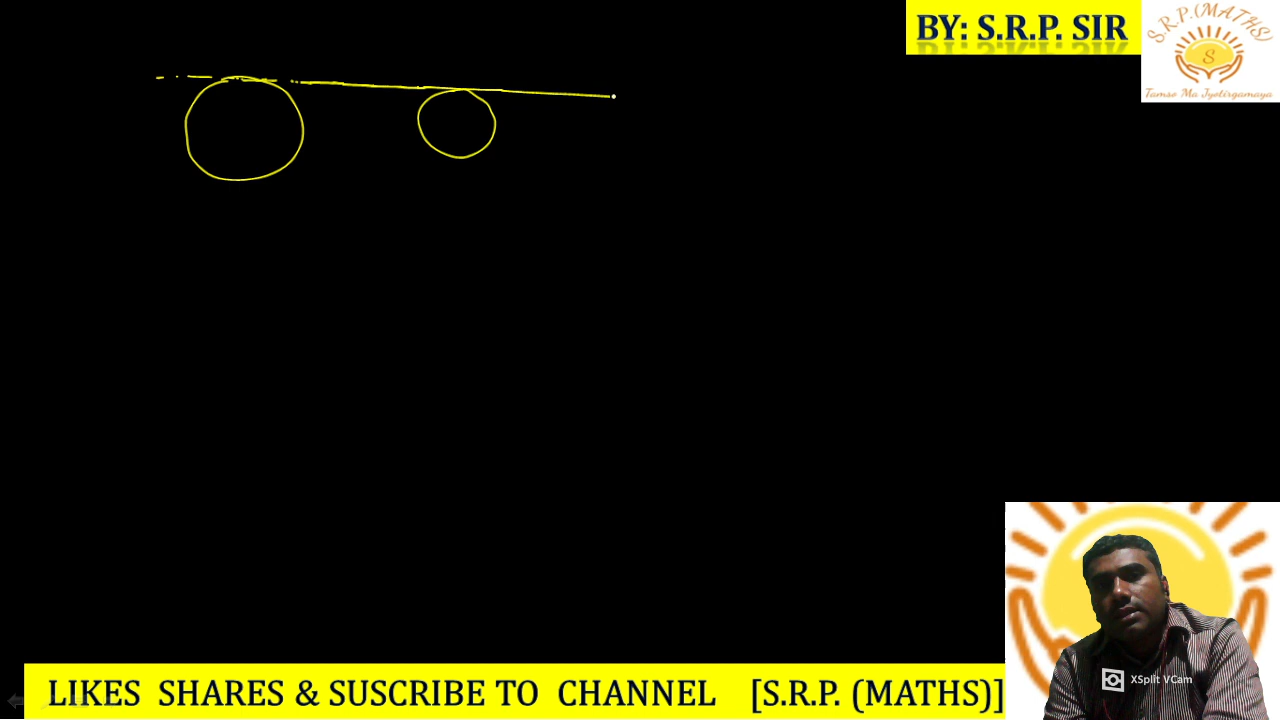 BY: S.R.P. SIR
S.R.P.(MATHS)
S
Tamso Ma Jyotirgamaya
XSplit VCam
LIKES SHARES & SUSCRIBE TO CHANNEL [S.R.P. (MATHS)]